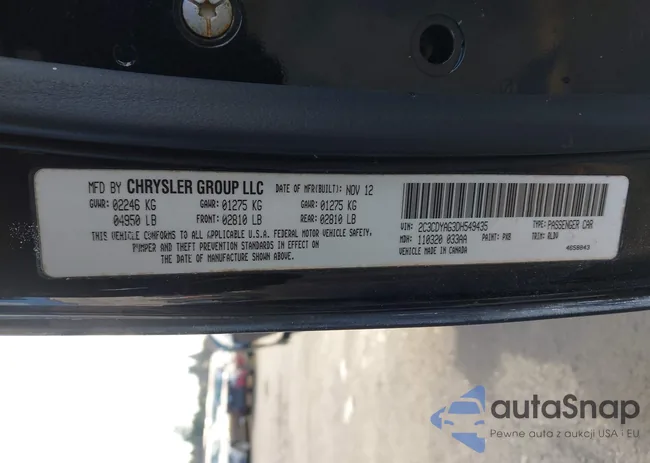 MFD BY CHRYSLER GROUP LLC DATE OF MFR(BUILT): NOV 12
GVWR: 02246 KG GAWR: 01275 KG GAWR: 01275 KG
04950 LB FRONT: 02810 LB REAR: 02810 LB
THIS VEHICLE CONFORMS TO ALL APPLICABLE U.S.A. FEDERAL MOTOR VEHICLE SAFETY,
BUMPER AND THEFT PREVENTION STANDARDS IN EFFECT ON
THE DATE OF MANUFACTURE SHOWN ABOVE.
VIN: 2C3CDYAG3DH549435 TYPE: PASSENGER CAR
MDH: 110320 033AA PAINT: PX8 TRIM: RLDV
VEHICLE MADE IN CANADA 4658843
autoSnap
Pewne auta z aukcji USA · EU